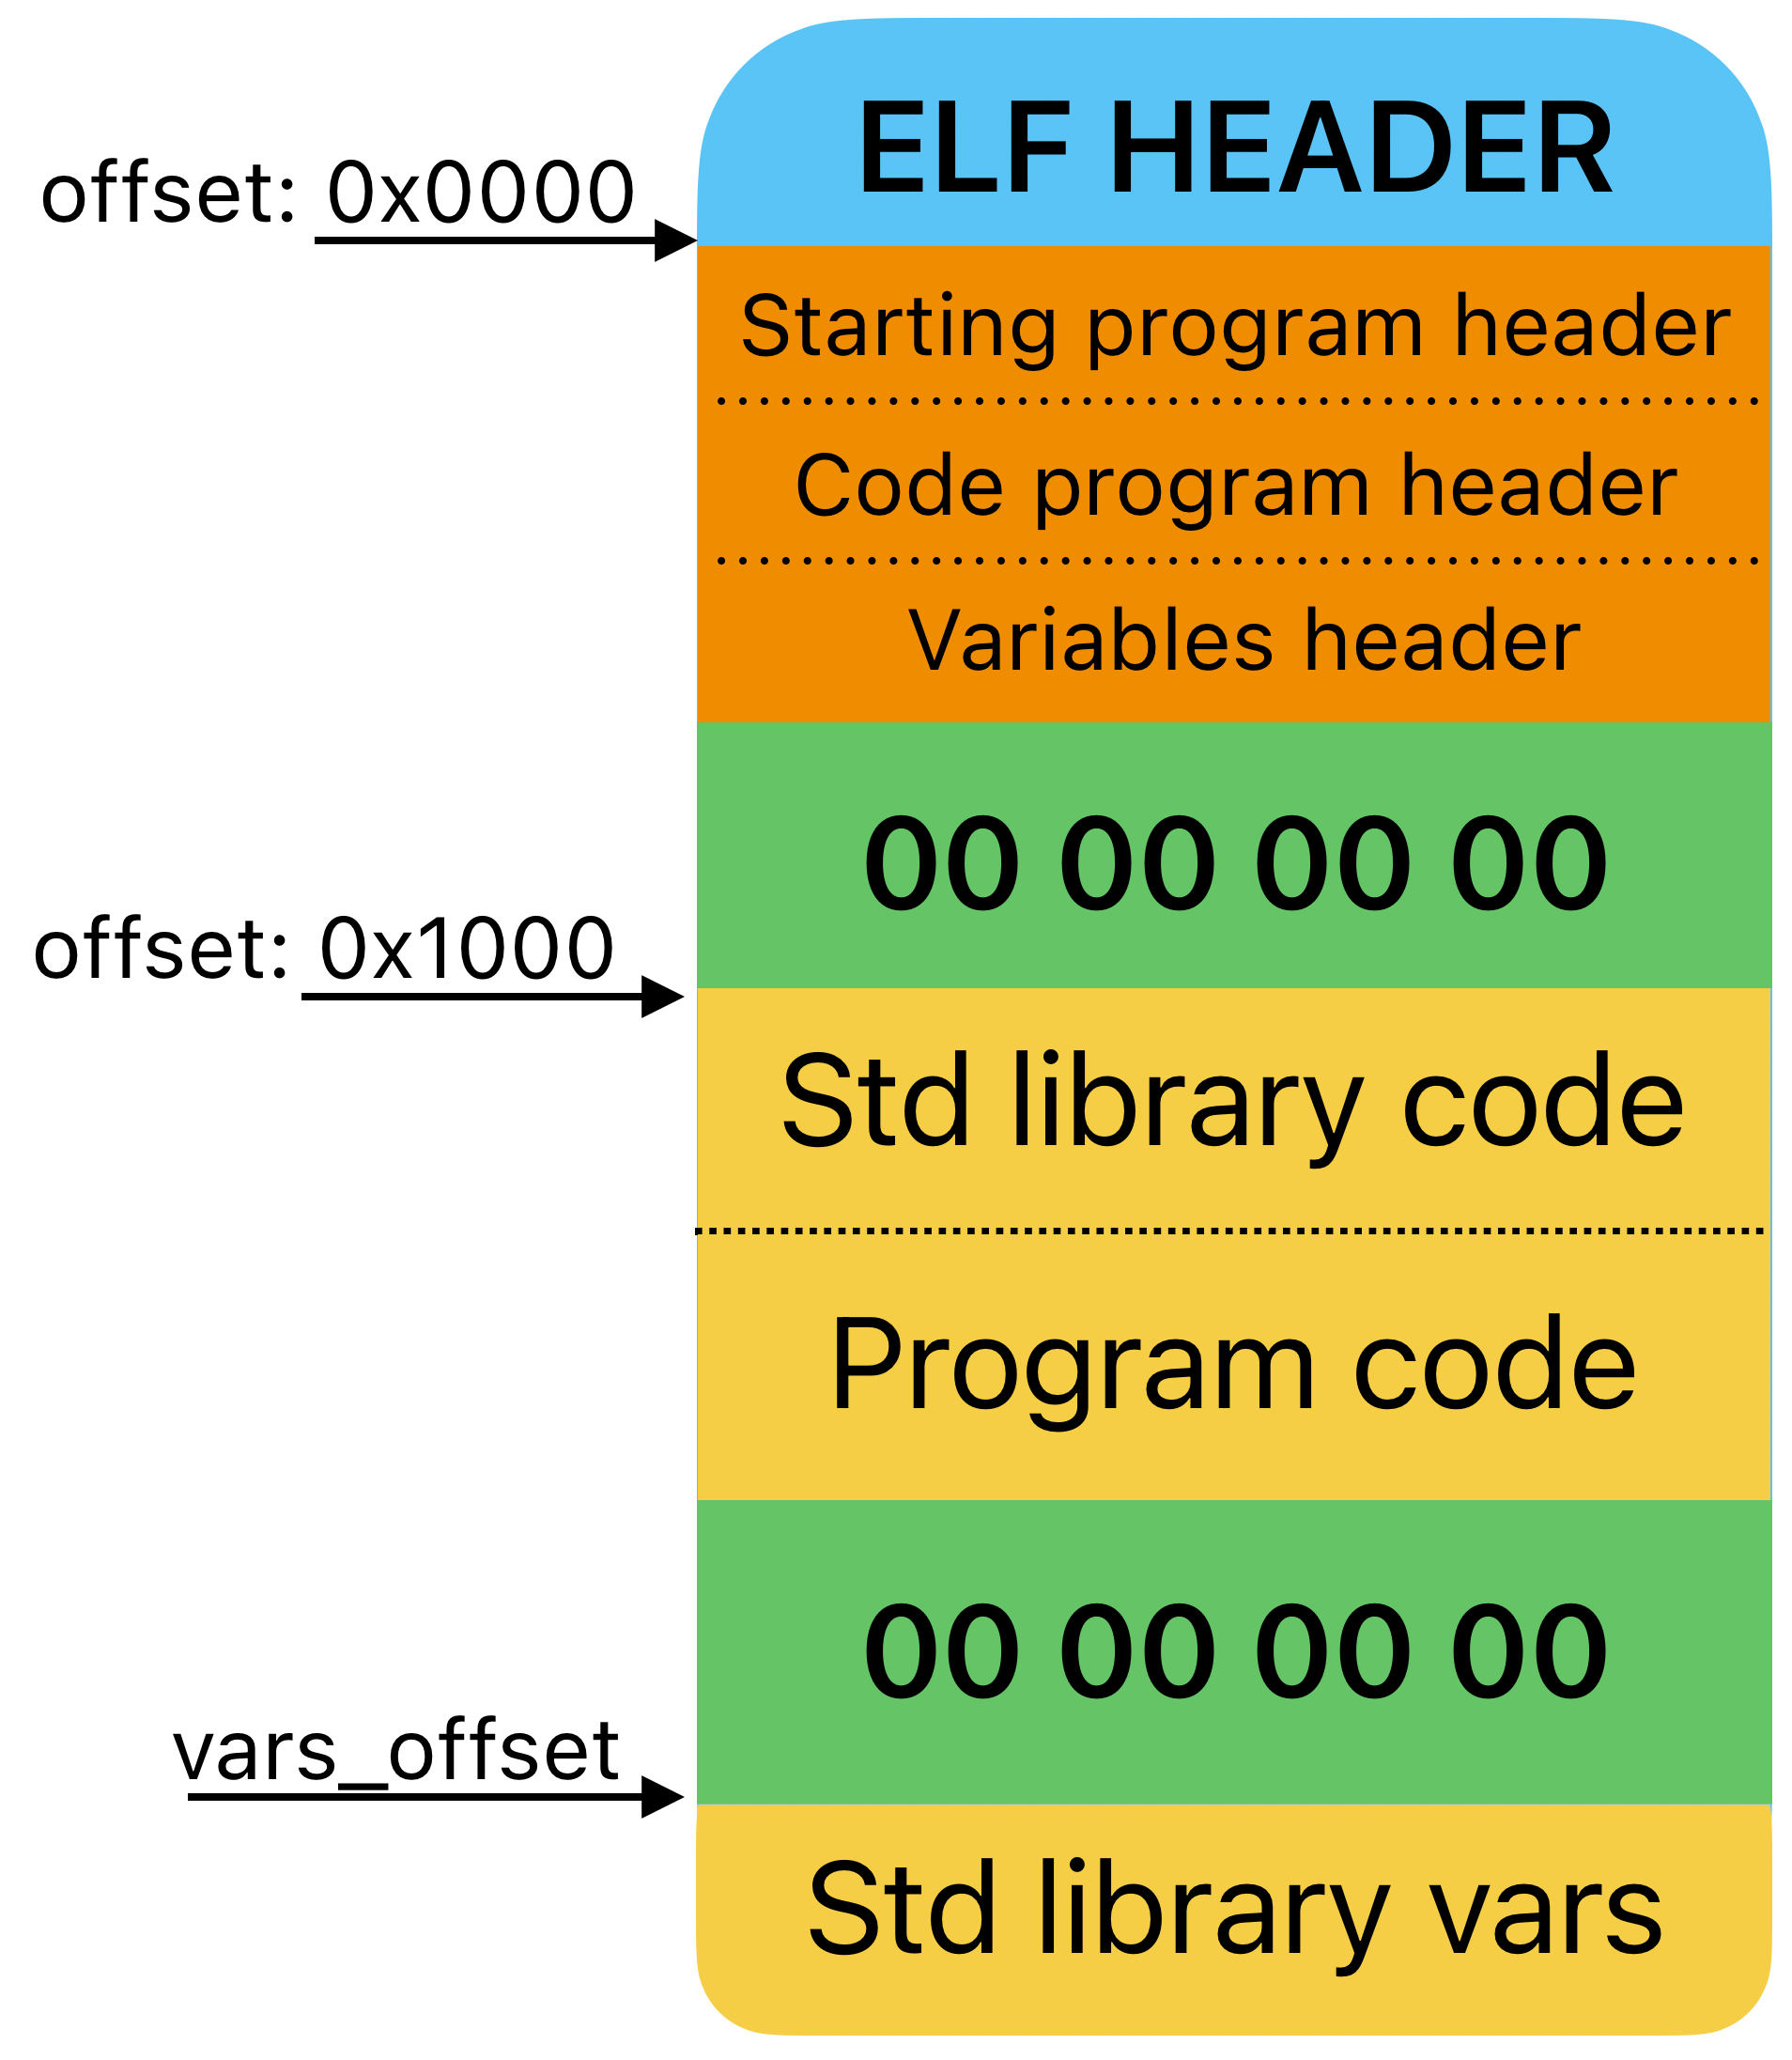 ELF HEADER
offset: 0x0000
Starting program header
Code program header
Variables header
00 00 00 00
offset: 0x1000
Std library code
Program code
00 00 00 00
vars_offset
Std library vars